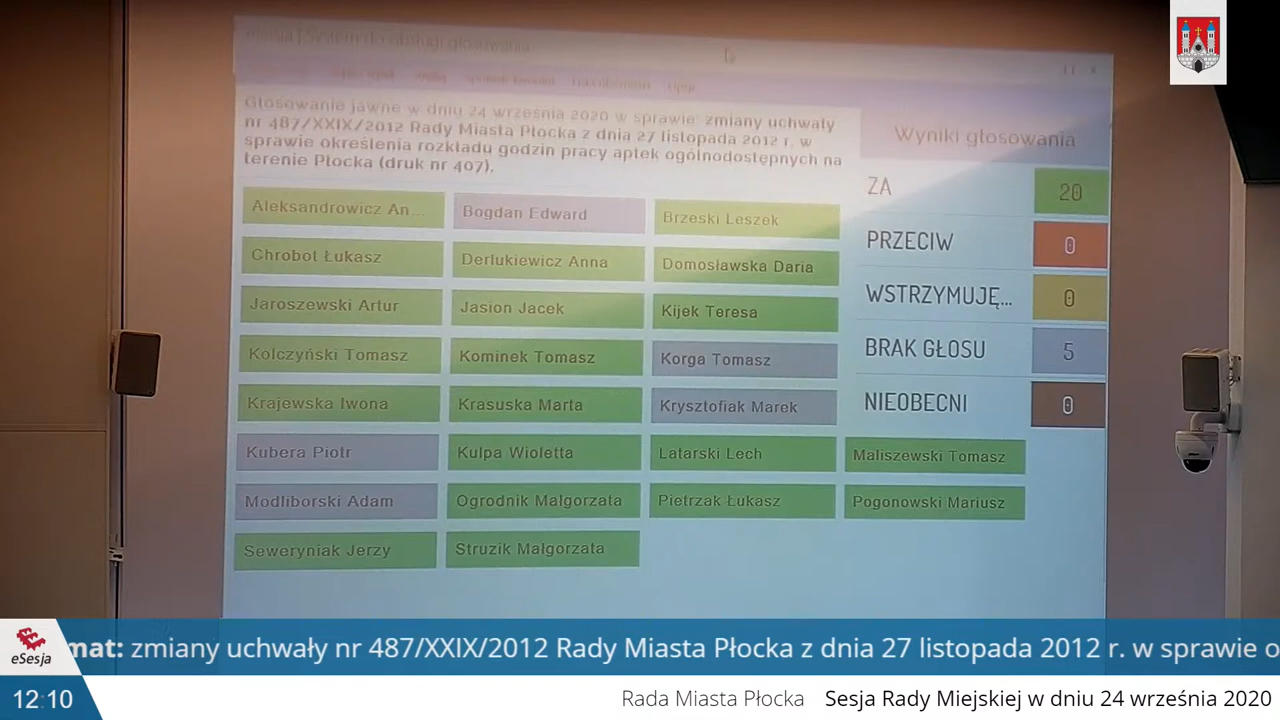 eSesja | System do obsługi głosowania
Głosowanie jawne w dniu 24 września 2020 w sprawie: zmiany uchwały
nr 487/XXIX/2012 Rady Miasta Płocka z dnia 27 listopada 2012 r. w
sprawie określenia rozkładu godzin pracy aptek ogólnodostępnych na
terenie Płocka (druk nr 407).
Wyniki głosowania
ZA 20
PRZECIW 0
WSTRZYMUJĘ... 0
BRAK GŁOSU 5
NIEOBECNI 0
Aleksandrowicz An... Bogdan Edward Brzeski Leszek
Chrobot Łukasz Derlukiewicz Anna Domosławska Daria
Jaroszewski Artur Jasion Jacek Kijek Teresa
Kolczyński Tomasz Kominek Tomasz Korga Tomasz
Krajewska Iwona Krasuska Marta Krysztofiak Marek
Kubera Piotr Kulpa Wioletta Latarski Lech Maliszewski Tomasz
Modliborski Adam Ogrodnik Małgorzata Pietrzak Łukasz Pogonowski Mariusz
Seweryniak Jerzy Struzik Małgorzata
eSesja
mat: zmiany uchwały nr 487/XXIX/2012 Rady Miasta Płocka z dnia 27 listopada 2012 r. w sprawie o
12:10
Rada Miasta Płocka Sesja Rady Miejskiej w dniu 24 września 2020